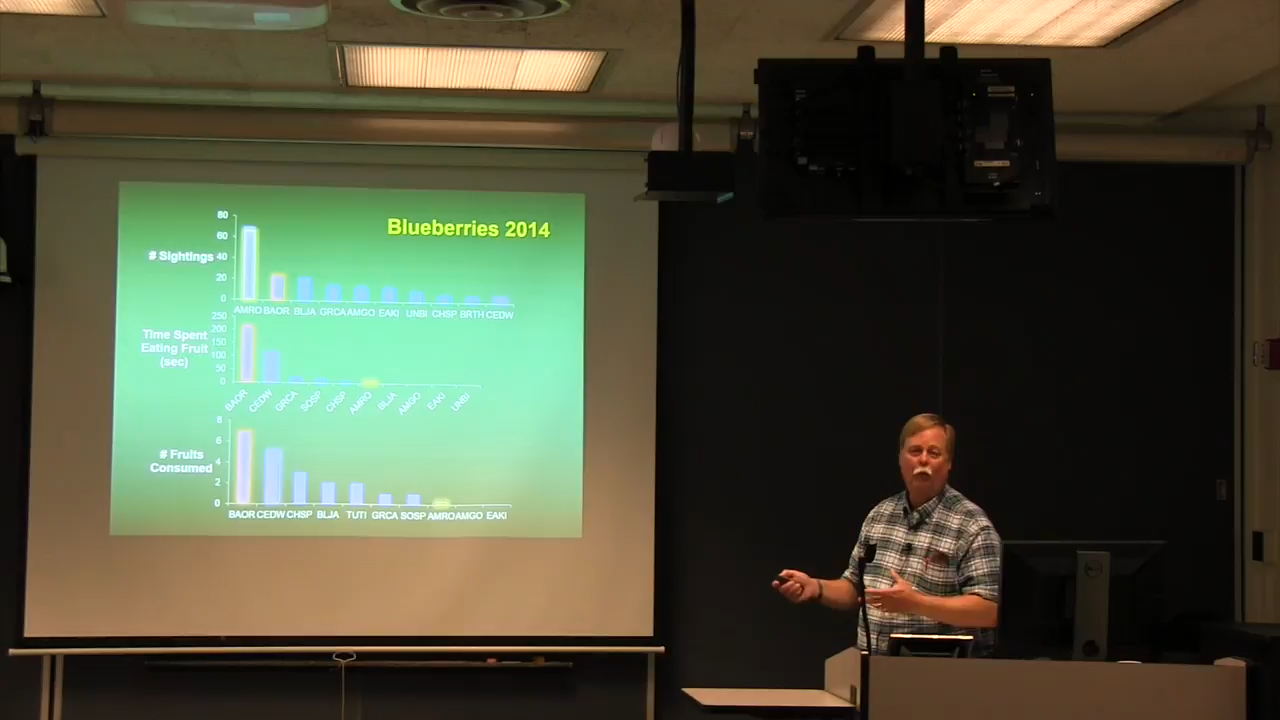 Blueberries 2014
80
60
# Sightings 40
20
0
AMRO BAOR BLJA GRCA AMGO EAKI UNBI CHSP BRTH CEDW
250
200
Time Spent
Eating Fruit
(sec)
150
100
50
0
BAOR CEDW GRCA SOSP CHSP AMRO BLJA AMGO EAKI UNBI
8
6
# Fruits
Consumed
4
2
0
BAOR CEDW CHSP BLJA TUTI GRCA SOSP AMRO AMGO EAKI
DELL